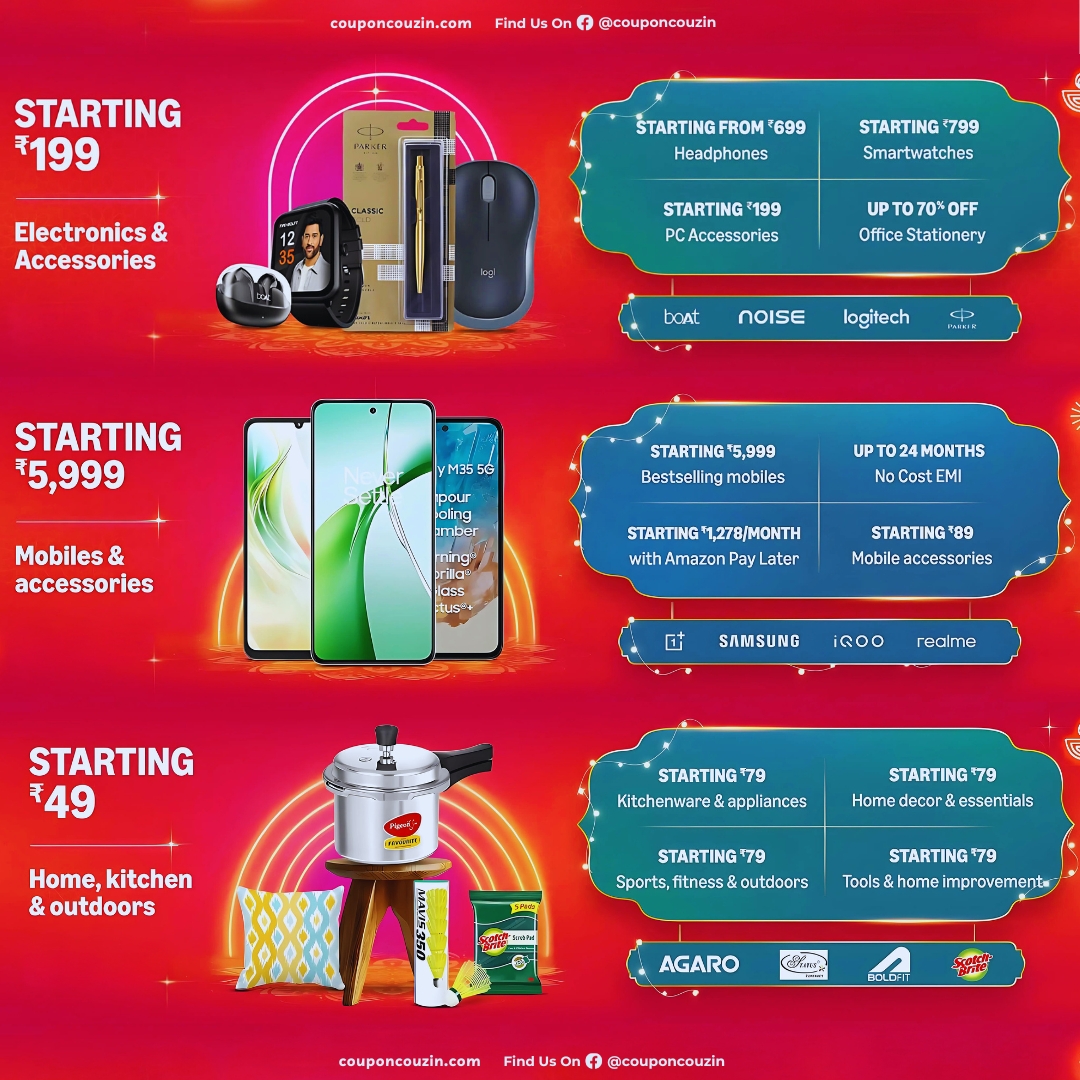 couponcouzin.com Find Us On @couponcouzin
STARTING
₹199
Electronics &
Accessories
PARKER
CLASSIC
12
35
boAt
logi
STARTING FROM ₹699
Headphones
STARTING ₹799
Smartwatches
STARTING ₹199
PC Accessories
UP TO 70% OFF
Office Stationery
boAt NOISE logitech PARKER
STARTING
₹5,999
Mobiles &
accessories
Never
Settle
y M35 5G
apour
ooling
amber
rning®
orilla®
lass
ctus®+
STARTING ₹5,999
Bestselling mobiles
UP TO 24 MONTHS
No Cost EMI
STARTING ₹1,278/MONTH
with Amazon Pay Later
STARTING ₹89
Mobile accessories
1+ SAMSUNG iQOO realme
STARTING
₹49
Home, kitchen
& outdoors
Pigeon
FAVOURITE
MAVIS 350
5 Pads
Scotch-Brite
Scrub Pad
STARTING ₹79
Kitchenware & appliances
STARTING ₹79
Home decor & essentials
STARTING ₹79
Sports, fitness & outdoors
STARTING ₹79
Tools & home improvement
AGARO Status BOLDFIT Scotch-Brite
couponcouzin.com Find Us On @couponcouzin